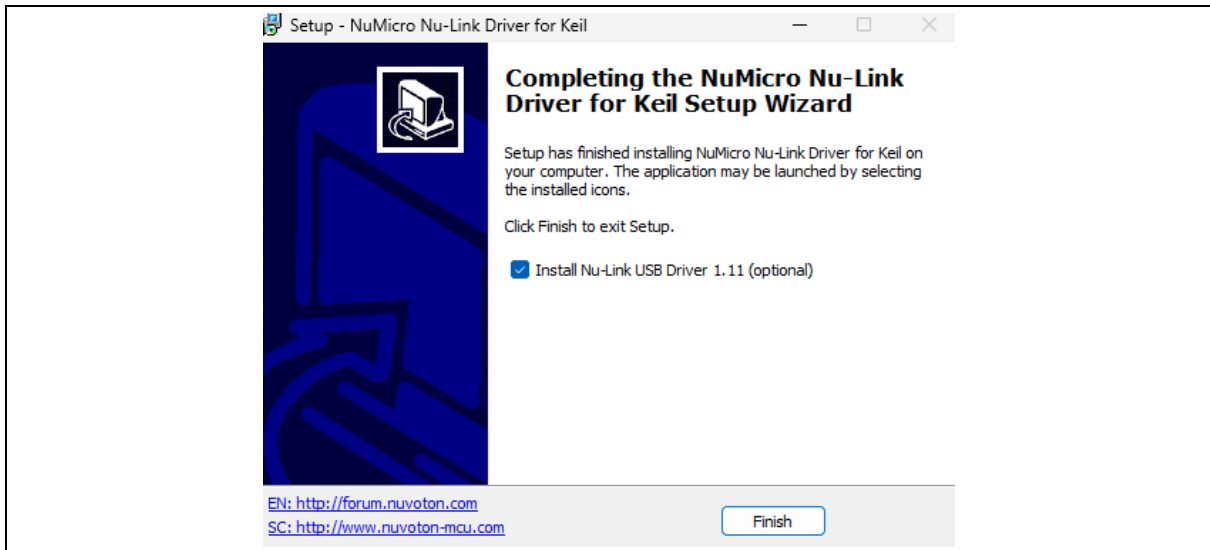 Setup - NuMicro Nu-Link Driver for Keil
Completing the NuMicro Nu-Link
Driver for Keil Setup Wizard
Setup has finished installing NuMicro Nu-Link Driver for Keil on
your computer. The application may be launched by selecting
the installed icons.
Click Finish to exit Setup.
Install Nu-Link USB Driver 1.11 (optional)
EN: http://forum.nuvoton.com
SC: http://www.nuvoton-mcu.com
Finish